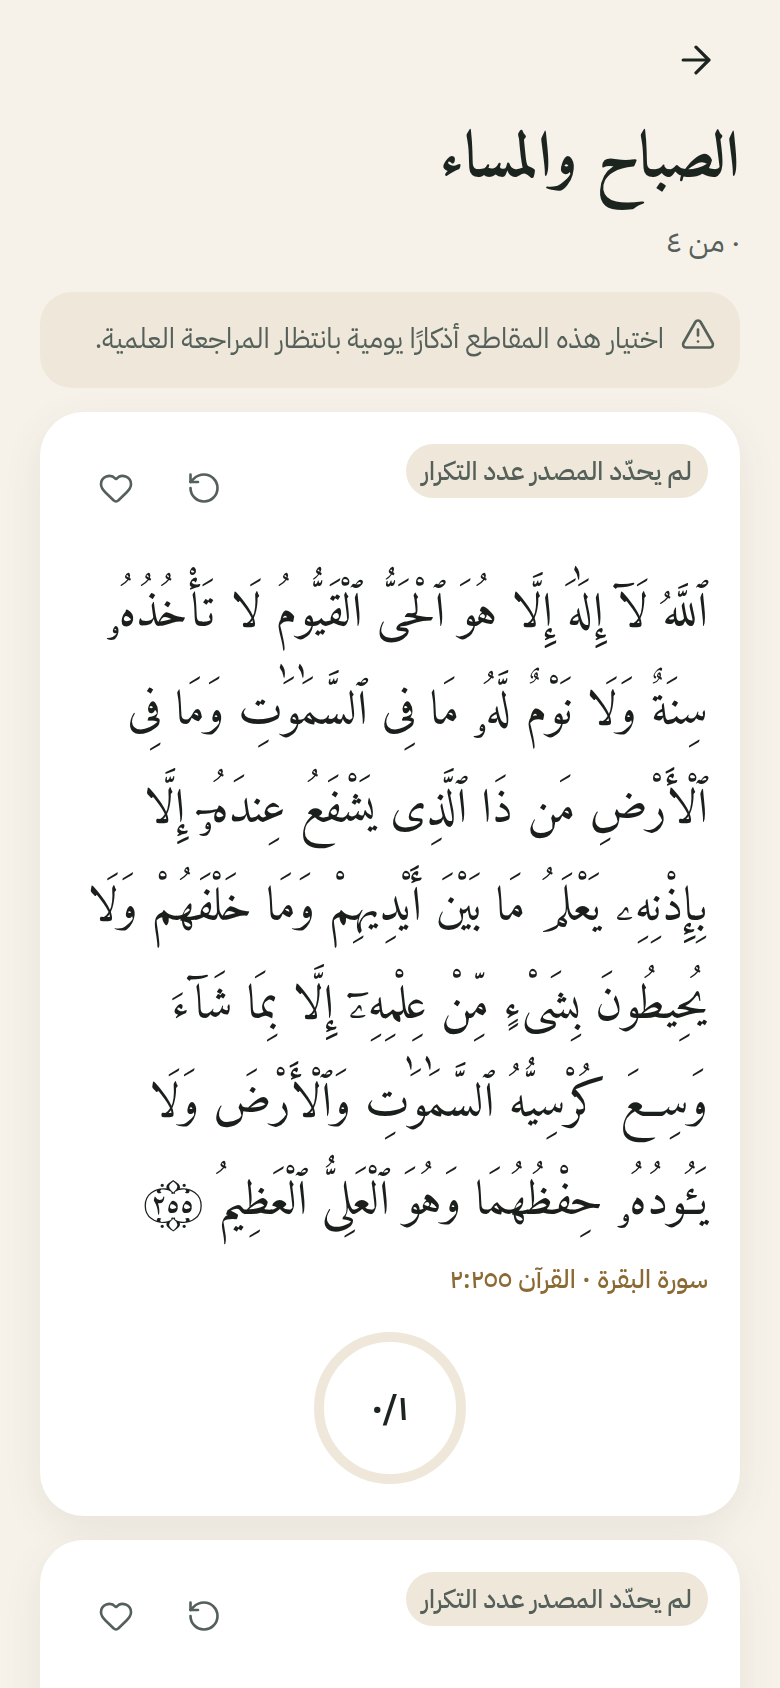 الصباح والمساء
٠ من ٤
اختيار هذه المقاطع أذكارًا يومية بانتظار المراجعة العلمية.
لم يحدّد المصدر عدد التكرار
ٱللَّهُ لَآ إِلَٰهَ إِلَّا هُوَ ٱلْحَىُّ ٱلْقَيُّومُ لَا تَأْخُذُهُۥ
سِنَةٌ وَلَا نَوْمٌ لَّهُۥ مَا فِى ٱلسَّمَٰوَٰتِ وَمَا فِى
ٱلْأَرْضِ مَن ذَا ٱلَّذِى يَشْفَعُ عِندَهُۥٓ إِلَّا
بِإِذْنِهِۦ يَعْلَمُ مَا بَيْنَ أَيْدِيهِمْ وَمَا خَلْفَهُمْ وَلَا
يُحِيطُونَ بِشَىْءٍ مِّنْ عِلْمِهِۦٓ إِلَّا بِمَا شَآءَ
وَسِعَ كُرْسِيُّهُ ٱلسَّمَٰوَٰتِ وَٱلْأَرْضَ وَلَا
يَـُٔودُهُۥ حِفْظُهُمَا وَهُوَ ٱلْعَلِىُّ ٱلْعَظِيمُ ۝٢٥٥
سورة البقرة · القرآن ٢:٢٥٥
٠/١
لم يحدّد المصدر عدد التكرار